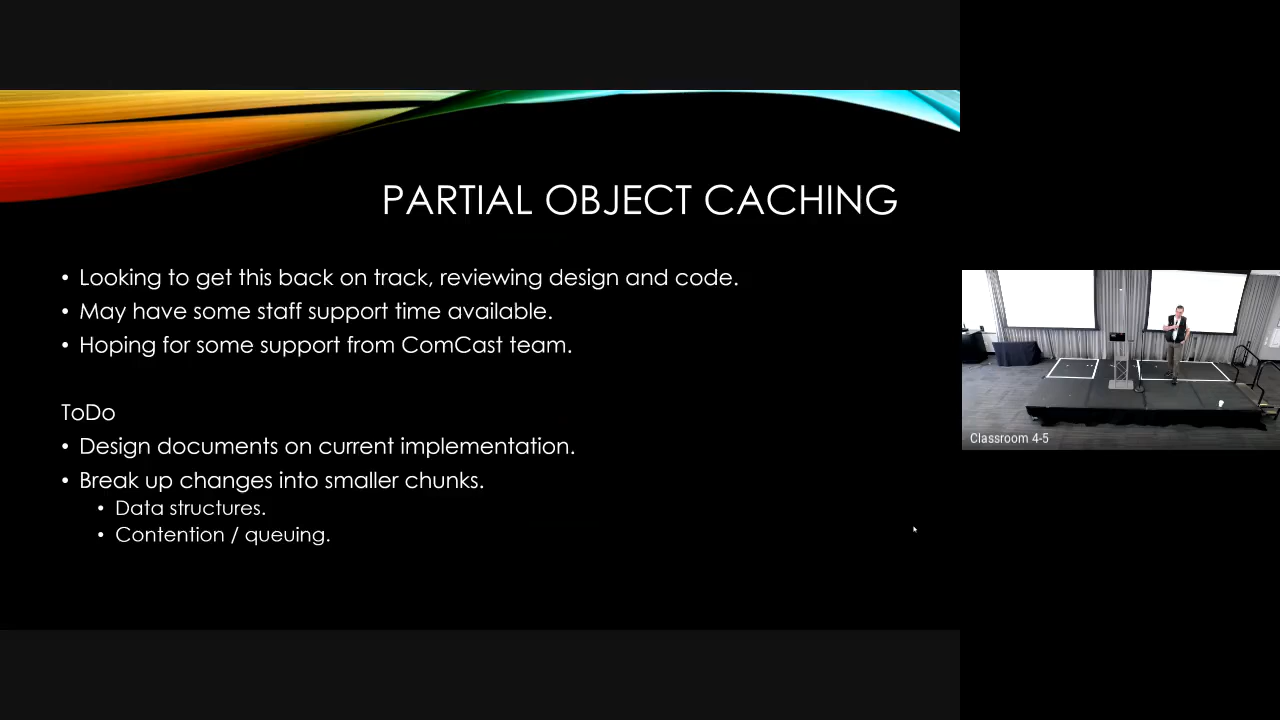 PARTIAL OBJECT CACHING
• Looking to get this back on track, reviewing design and code.
• May have some staff support time available.
• Hoping for some support from ComCast team.
ToDo
• Design documents on current implementation.
• Break up changes into smaller chunks.
• Data structures.
• Contention / queuing.
Classroom 4-5